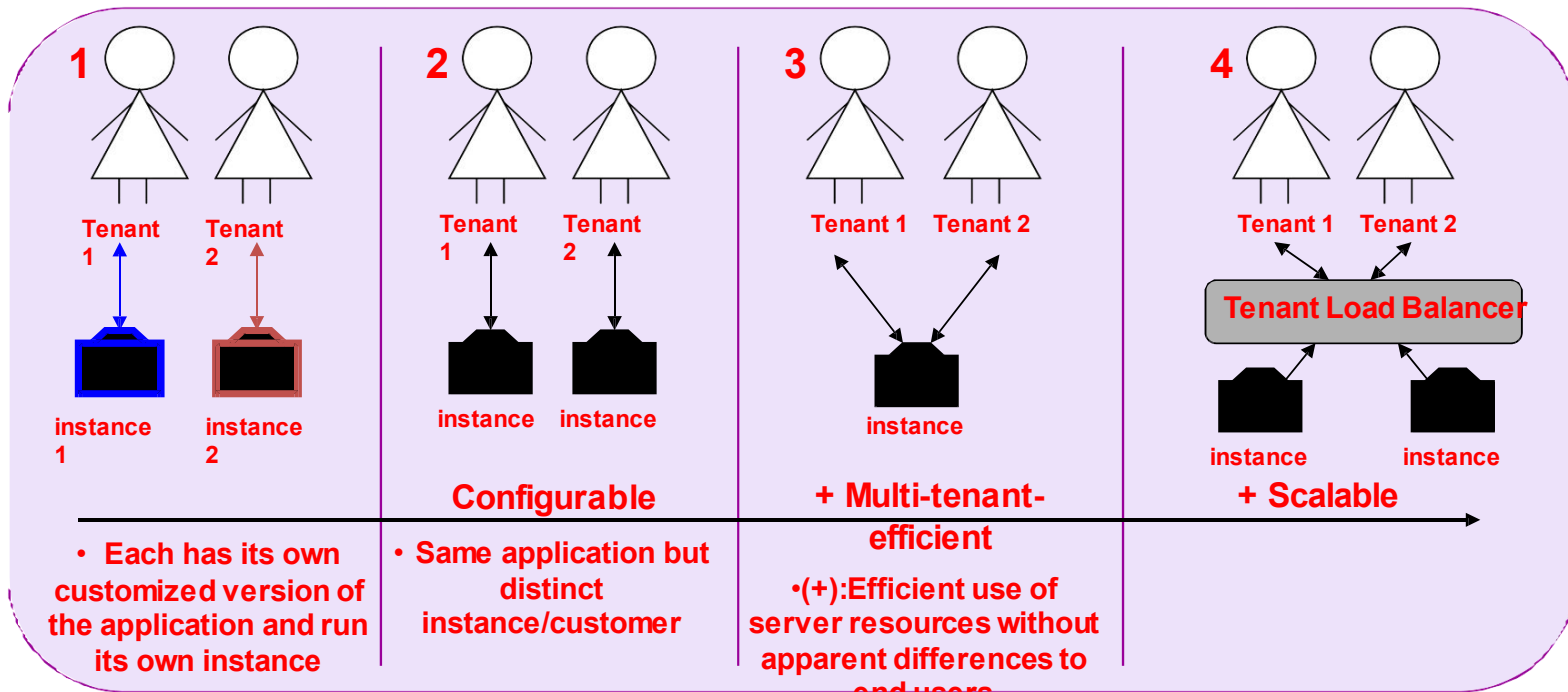 1
Tenant
1
Tenant
2
instance
1
instance
2
• Each has its own
customized version of
the application and run
its own instance
2
Tenant
1
Tenant
2
instance
instance
Configurable
• Same application but
distinct
instance/customer
3
Tenant 1
Tenant 2
instance
+ Multi-tenant-
efficient
•(+):Efficient use of
server resources without
apparent differences to
end users
4
Tenant 1
Tenant 2
Tenant Load Balancer
instance
instance
+ Scalable